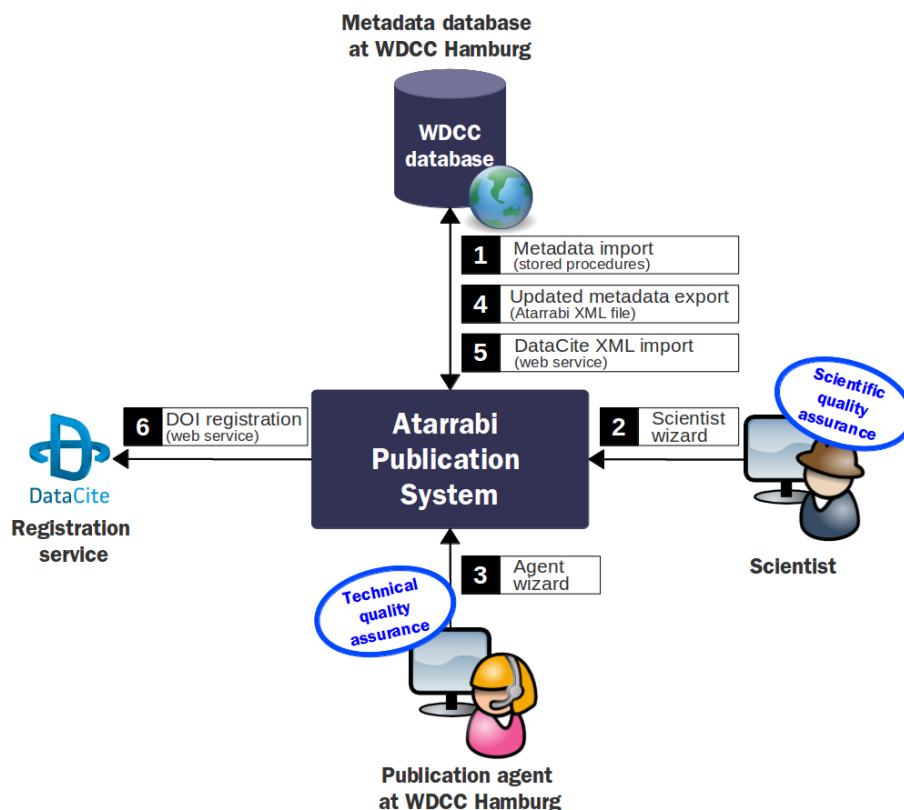 Metadata database
at WDCC Hamburg
WDCC
database
1 Metadata import
(stored procedures)
4 Updated metadata export
(Atarrabi XML file)
5 DataCite XML import
(web service)
Scientific
quality
assurance
6 DOI registration
(web service)
Atarrabi
Publication
System
2 Scientist
wizard
DataCite
Registration
service
Scientist
3 Agent
wizard
Technical
quality
assurance
Publication agent
at WDCC Hamburg